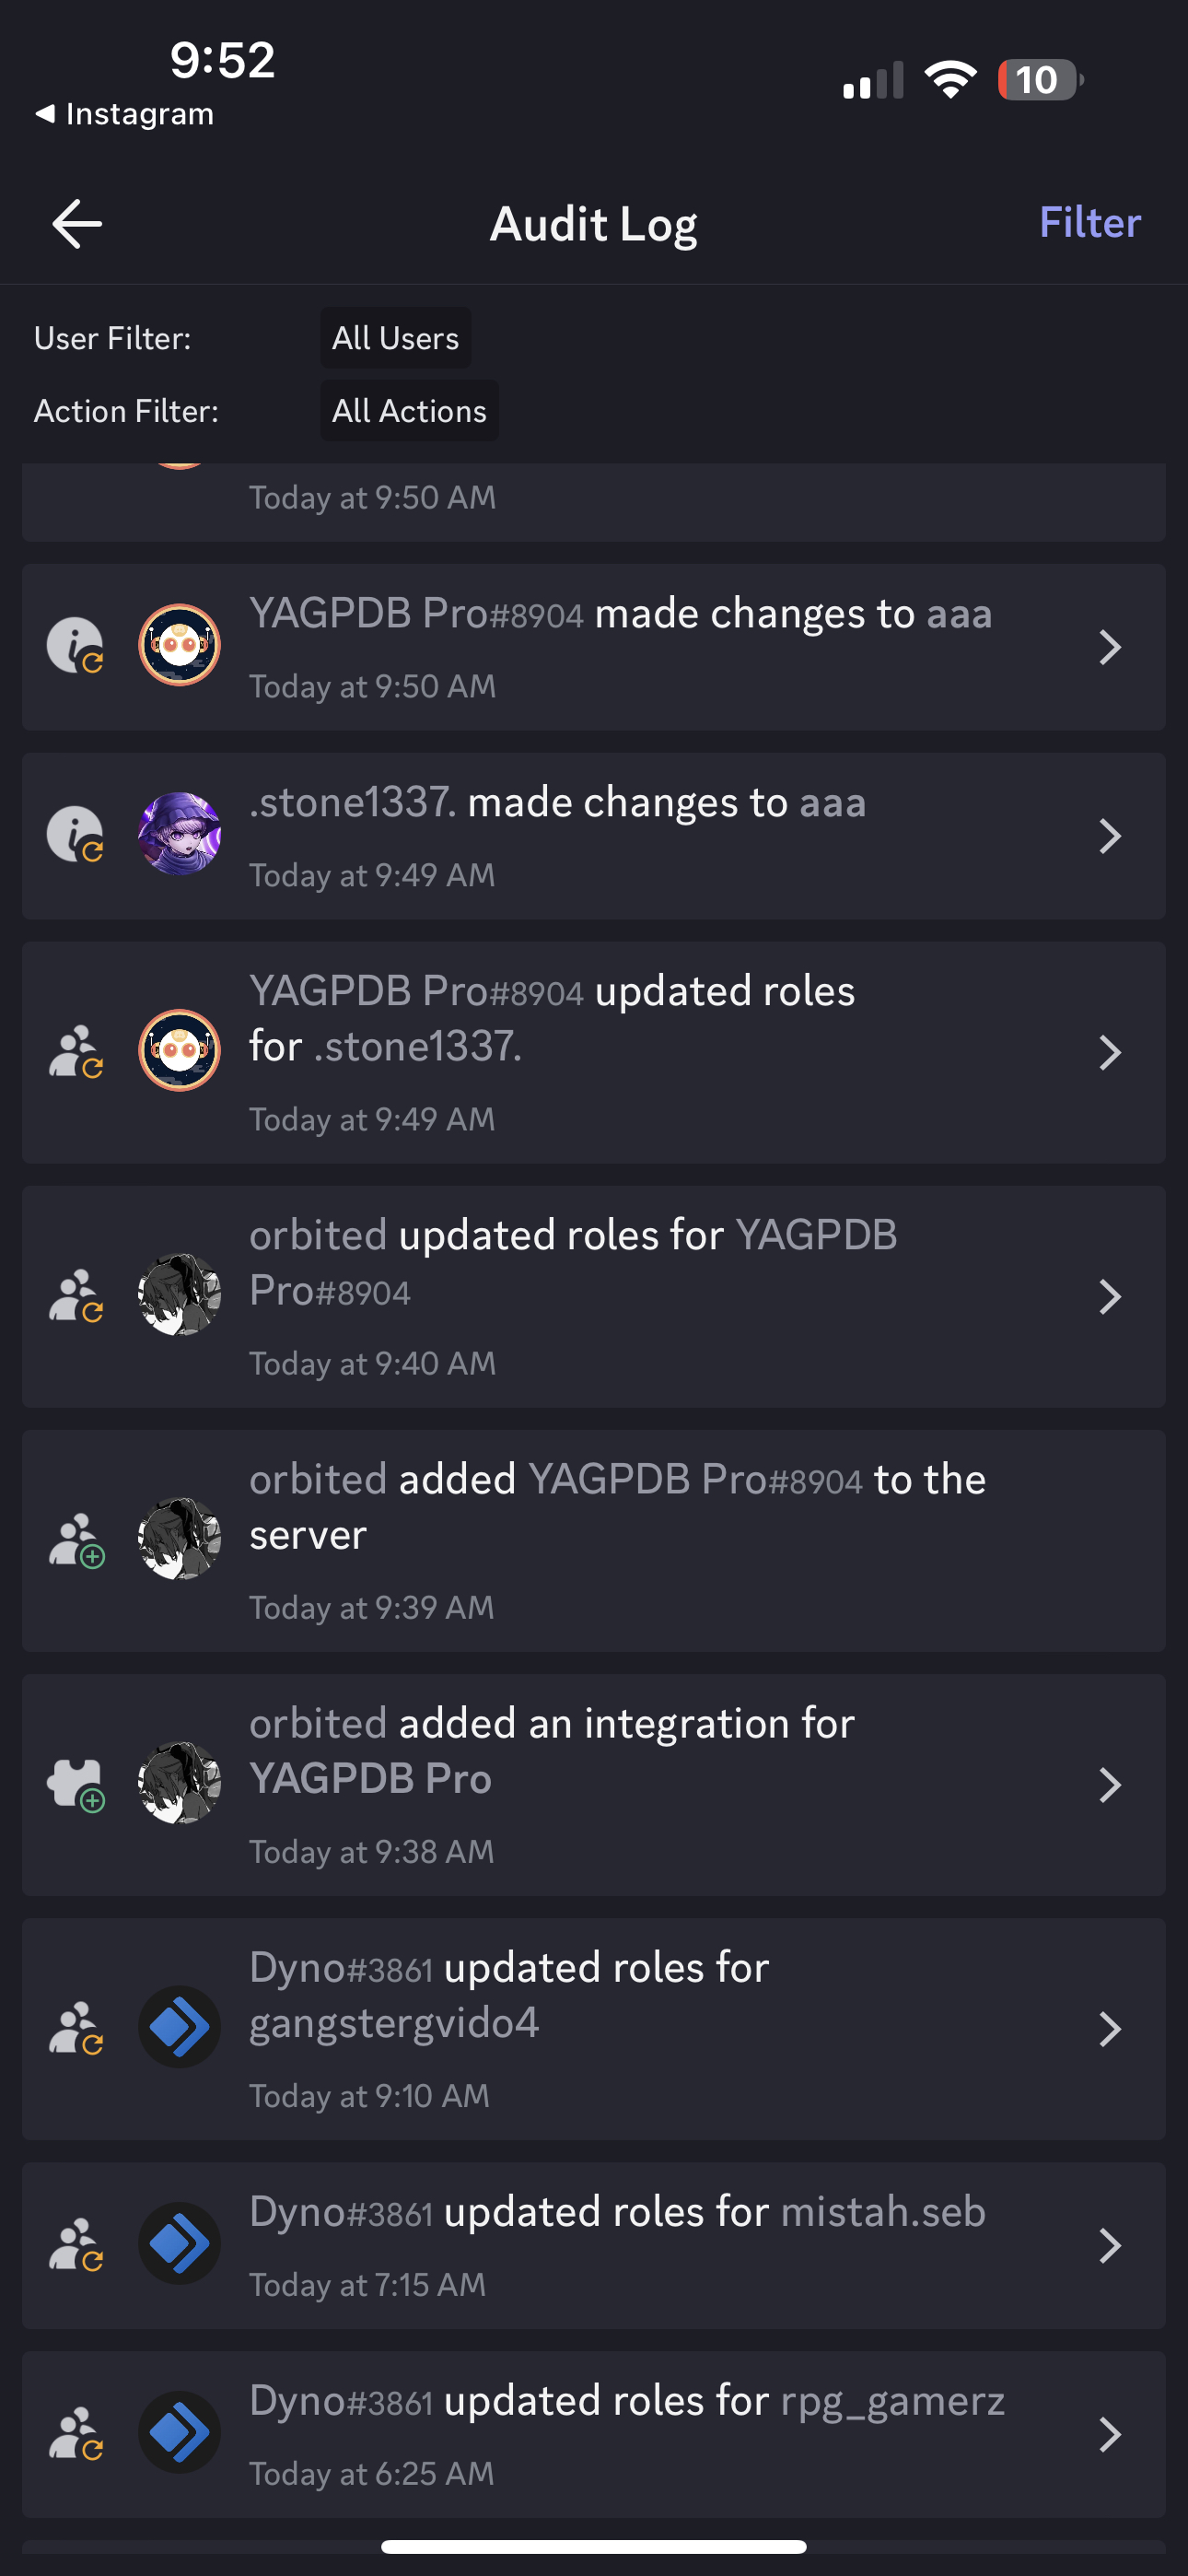 9:52
10
◀ Instagram
Audit Log
Filter
User Filter: All Users
Action Filter: All Actions
Today at 9:50 AM
YAGPDB Pro#8904 made changes to aaa
Today at 9:50 AM
.stone1337. made changes to aaa
Today at 9:49 AM
YAGPDB Pro#8904 updated roles
for .stone1337.
Today at 9:49 AM
orbited updated roles for YAGPDB
Pro#8904
Today at 9:40 AM
orbited added YAGPDB Pro#8904 to the
server
Today at 9:39 AM
orbited added an integration for
YAGPDB Pro
Today at 9:38 AM
Dyno#3861 updated roles for
gangstergvido4
Today at 9:10 AM
Dyno#3861 updated roles for mistah.seb
Today at 7:15 AM
Dyno#3861 updated roles for rpg_gamerz
Today at 6:25 AM